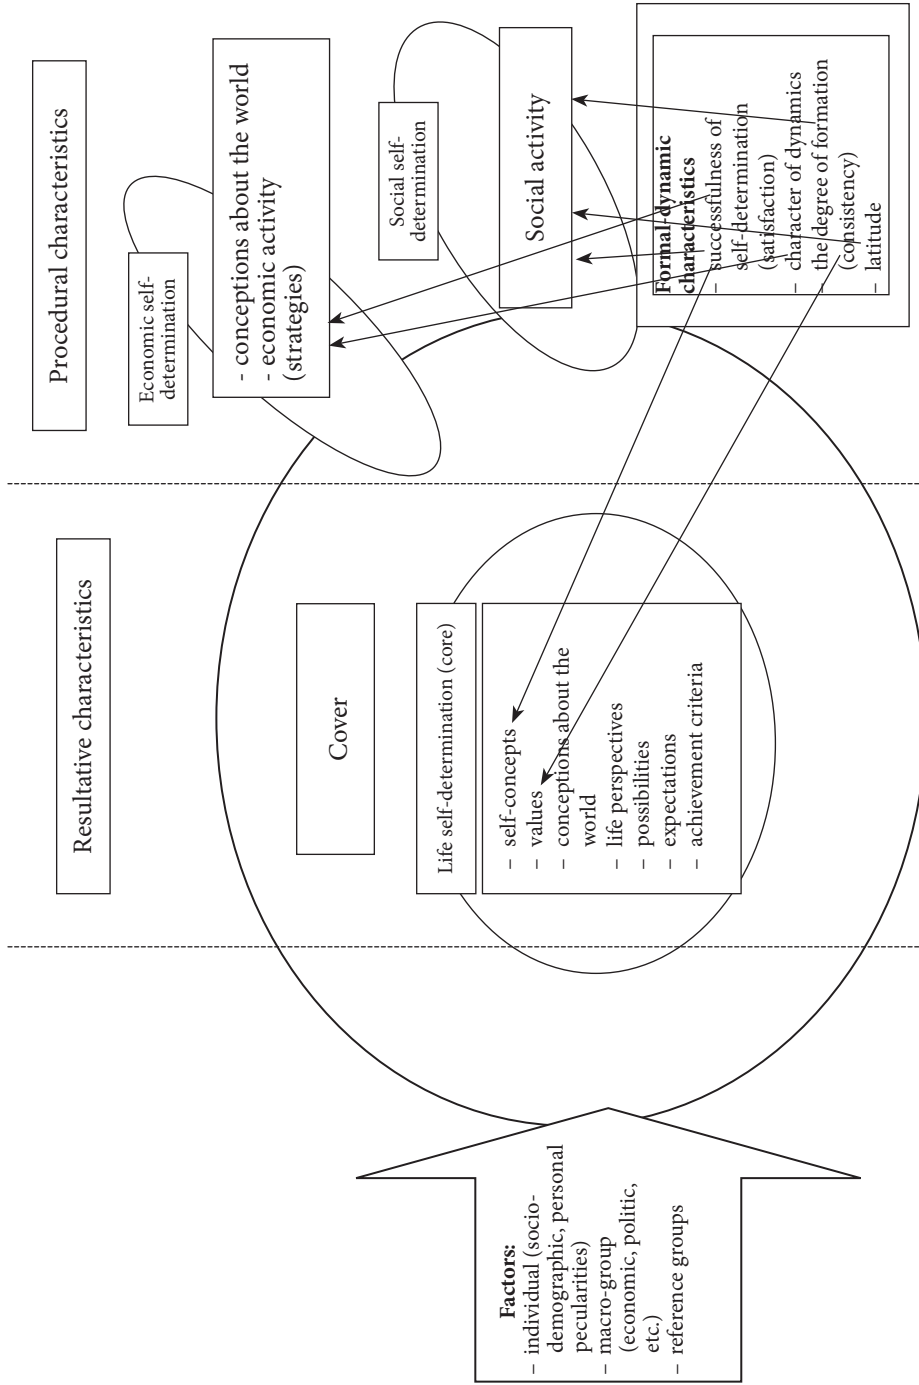 Resultative characteristics
Procedural characteristics
Cover
Life self-determination (core)
– self-concepts
– values
– conceptions about the
world
– life perspectives
– possibilities
– expectations
– achievement criteria
Economic self-
determination
- conceptions about the world
- economic activity
(strategies)
Social self-
determination
Social activity
Formal-dynamic
characteristics
– successfulness of
self-determination
(satisfaction)
– character of dynamics
– the degree of formation
(consistency)
– latitude
Factors:
– individual (socio-
demographic, personal
pecularities)
– macro-group
(economic, politic,
etc.)
– reference groups